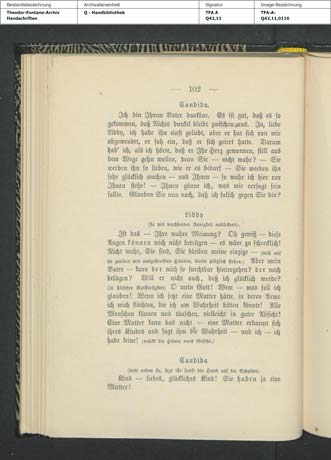 Bestandsbezeichnung
Archivalieneinheit
Signatur
Image-Bezeichnung
Theodor-Fontane-Archiv
Handschriften
Q - Handbibliothek
TFA A
Q42,11
TFA-A-
Q42,11,0116
— 102 —
Candida.
Ich bin Ihrem Vater dankbar. Es ist gut, daß es so
gekommen, daß Nichts dunkel bleibt zwischen uns. Ja, liebe
Libby, ich habe ihn einst geliebt, aber er hat sich von mir
abgewendet, er sah ein, daß er sich geirrt hatte. Darum
hab' ich, als ich hörte, daß er Ihr Herz gewonnen, still aus
dem Wege gehn wollen, denn Sie — nicht wahr? — Sie
werden ihn so lieben, wie er es bedarf — Sie werden ihn
sehr glücklich machen — und Ihnen — so wahr ich hier vor
Ihnen stehe! — Ihnen gönne ich, was mir versagt sein
sollte. Glauben Sie nun noch, daß ich falsch gegen Sie bin?
Libby
(sie mit wachsender Innigkeit anblickend).
Ist das — Ihre wahre Meinung? Oh gewiß — diese
Augen können mich nicht betrügen — es wär zu schrecklich!
Nicht wahr, Sie sind, Sie bleiben meine einzige — (will auf
sie zueilen mit ausgestreckten Händen, bleibt plötzlich stehen.) Aber mein
Vater — kann der mich so furchtbar hintergehen? der mich
belügen? Will er nicht auch, daß ich glücklich werde?
(in höchster Rathlosigkeit) O mein Gott! Wem — was soll ich
glauben! Wenn ich jetzt eine Mutter hätte, in deren Arme
ich mich flüchten, die ich um Wahrheit bitten könnte! Alle
Menschen können uns täuschen, vielleicht in guter Absicht!
Eine Mutter kann das nicht — eine Mutter erbarmt sich
ihres Kindes und sagt ihm die Wahrheit — und ich — ich
habe keine! (drückt die Hände vors Gesicht.)
Candida
(tritt neben sie, legt ihr sanft die Hand auf die Schulter).
Kind — liebes, glückliches Kind! Sie haben ja eine
Mutter!